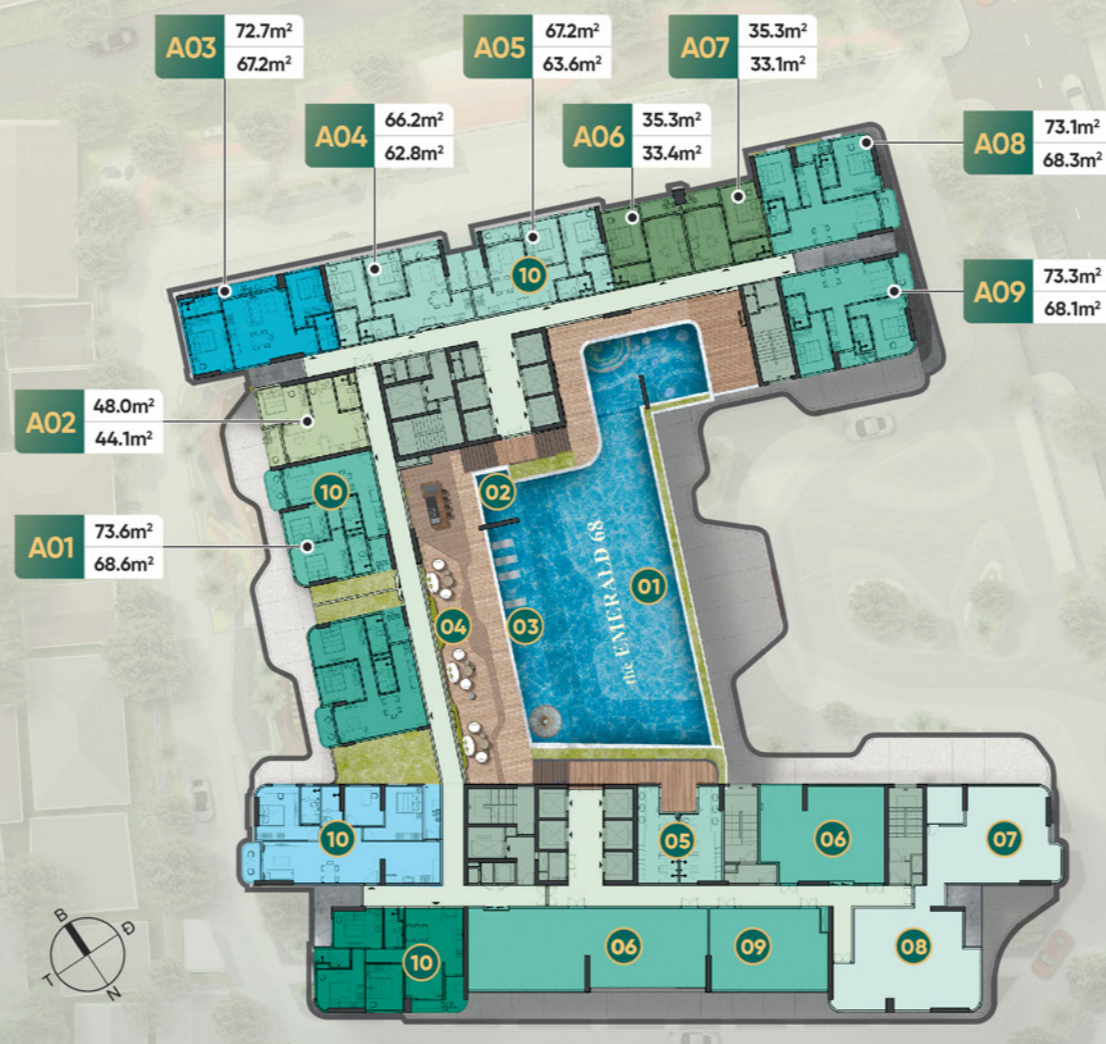 A03
72.7m²
67.2m²
A05
67.2m²
63.6m²
A07
35.3m²
33.1m²
A04
66.2m²
62.8m²
A06
35.3m²
33.4m²
A08
73.1m²
68.3m²
10
A09
73.3m²
68.1m²
A02
48.0m²
44.1m²
10
02
A01
73.6m²
68.6m²
the EMERALD 68
01
04
03
10
05
06
07
10
06
09
08
B
Đ
T
N